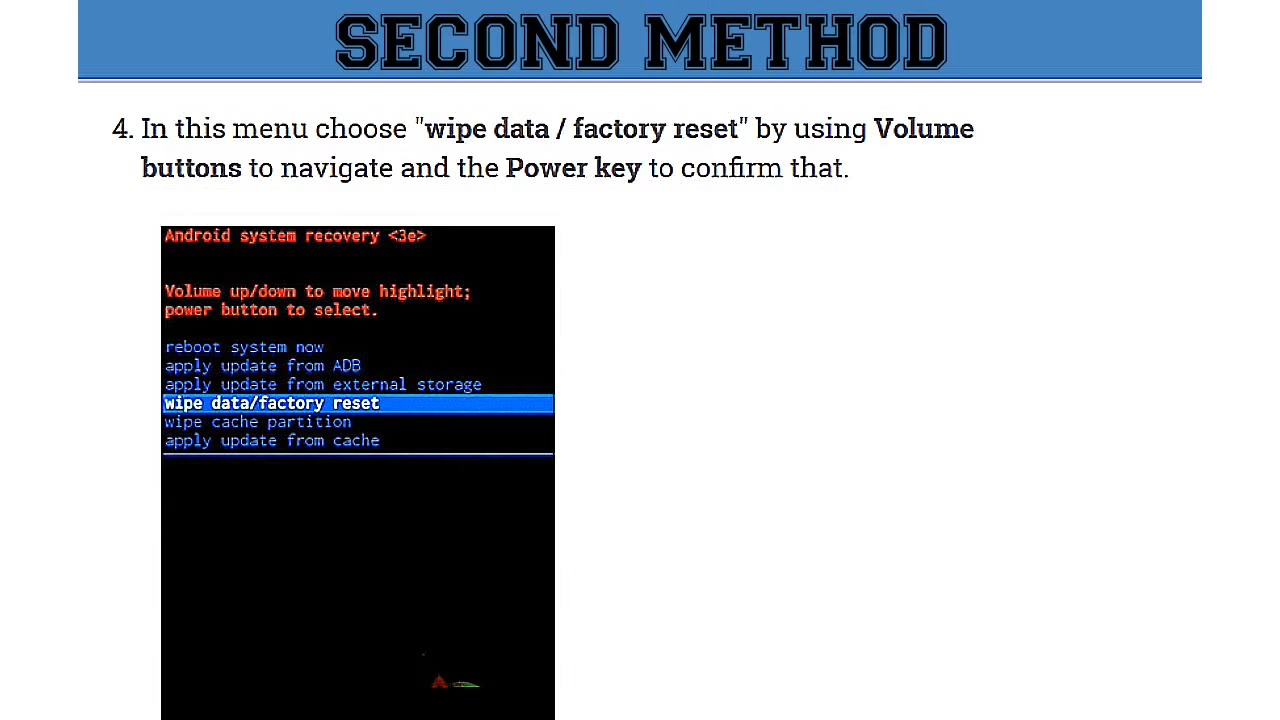 SECOND METHOD
4. In this menu choose "wipe data / factory reset" by using Volume
buttons to navigate and the Power key to confirm that.
Android system recovery <3e>
Volume up/down to move highlight;
power button to select.
reboot system now
apply update from ADB
apply update from external storage
wipe data/factory reset
wipe cache partition
apply update from cache